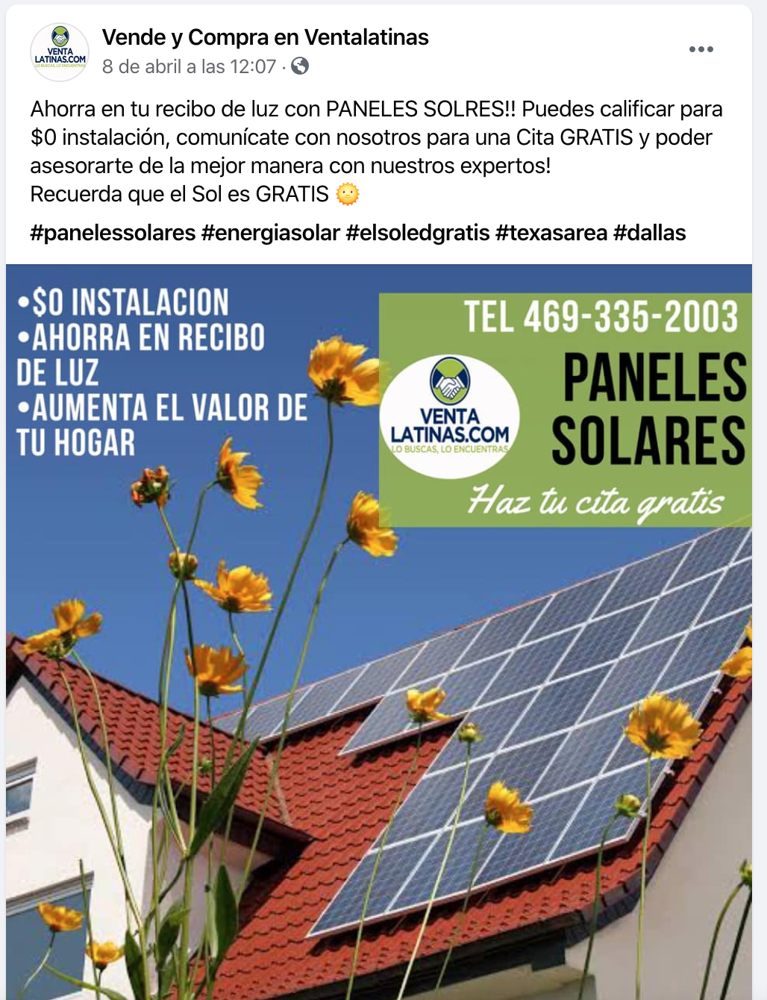 VENTA
LATINAS.COM
LO BUSCAS, LO ENCUENTRAS
Vende y Compra en Ventalatinas
8 de abril a las 12:07 ·
Ahorra en tu recibo de luz con PANELES SOLRES!! Puedes calificar para
$0 instalación, comunícate con nosotros para una Cita GRATIS y poder
asesorarte de la mejor manera con nuestros expertos!
Recuerda que el Sol es GRATIS 🌞
#panelessolares #energiasolar #elsoledgratis #texasarea #dallas
•$0 INSTALACION
•AHORRA EN RECIBO
DE LUZ
•AUMENTA EL VALOR DE
TU HOGAR
TEL 469-335-2003
VENTA
LATINAS.COM
LO BUSCAS, LO ENCUENTRAS
PANELES
SOLARES
Haz tu cita gratis